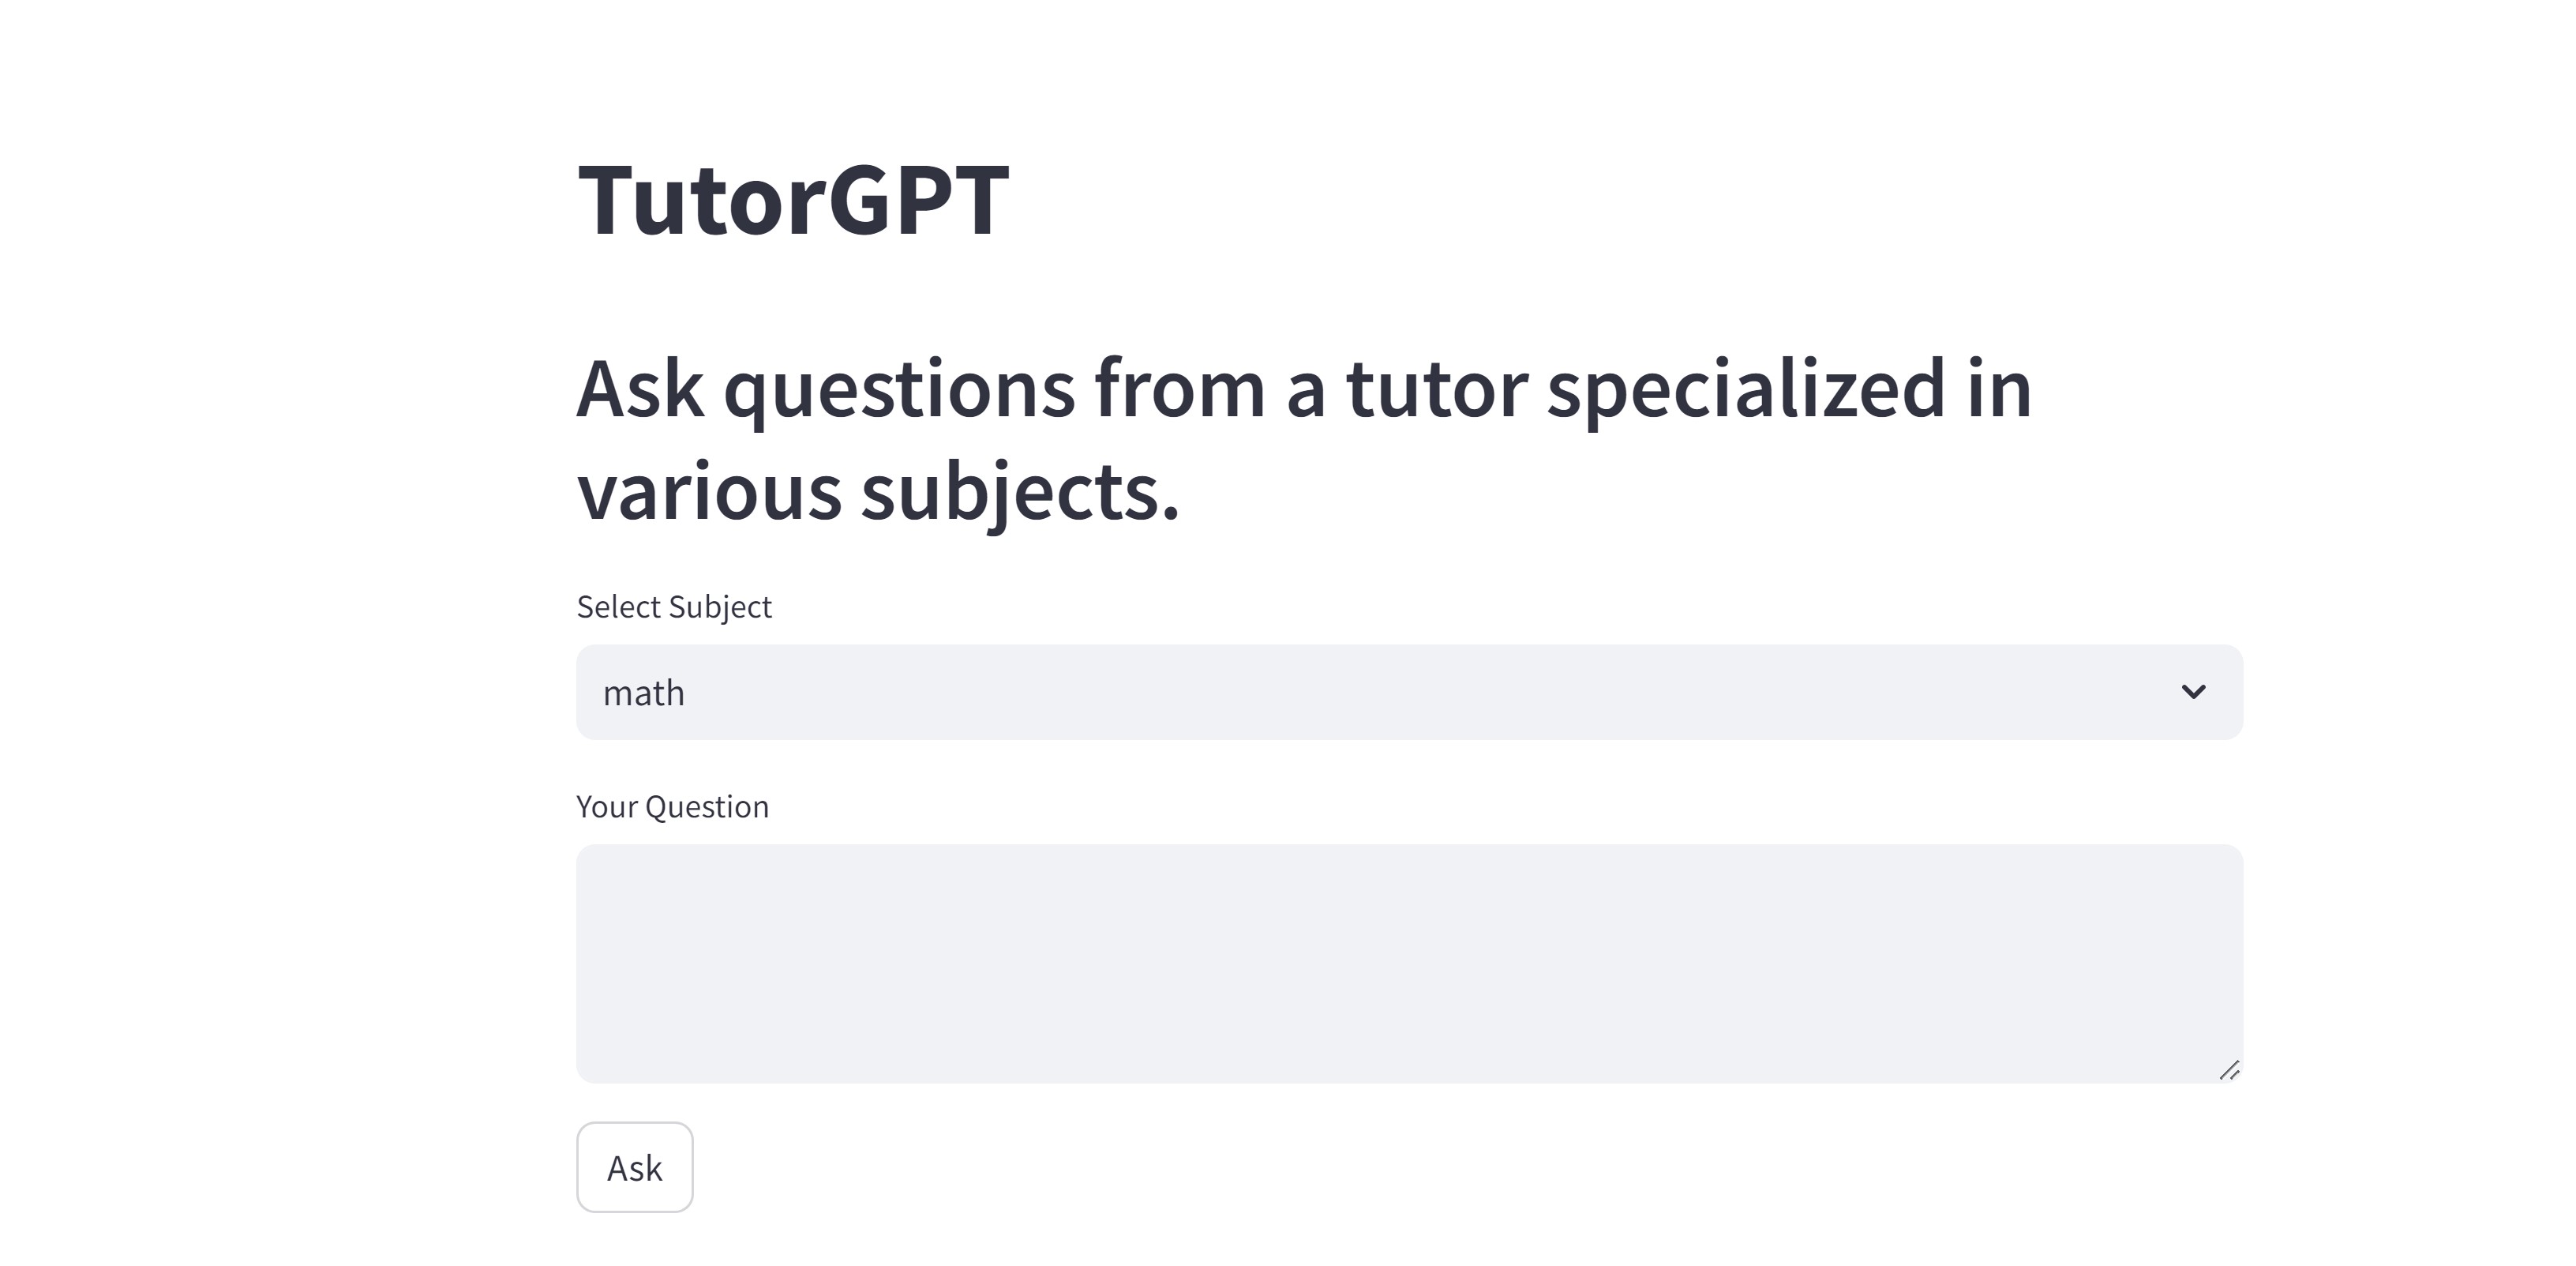 TutorGPT
Ask questions from a tutor specialized in
various subjects.
Select Subject
math
Your Question
Ask